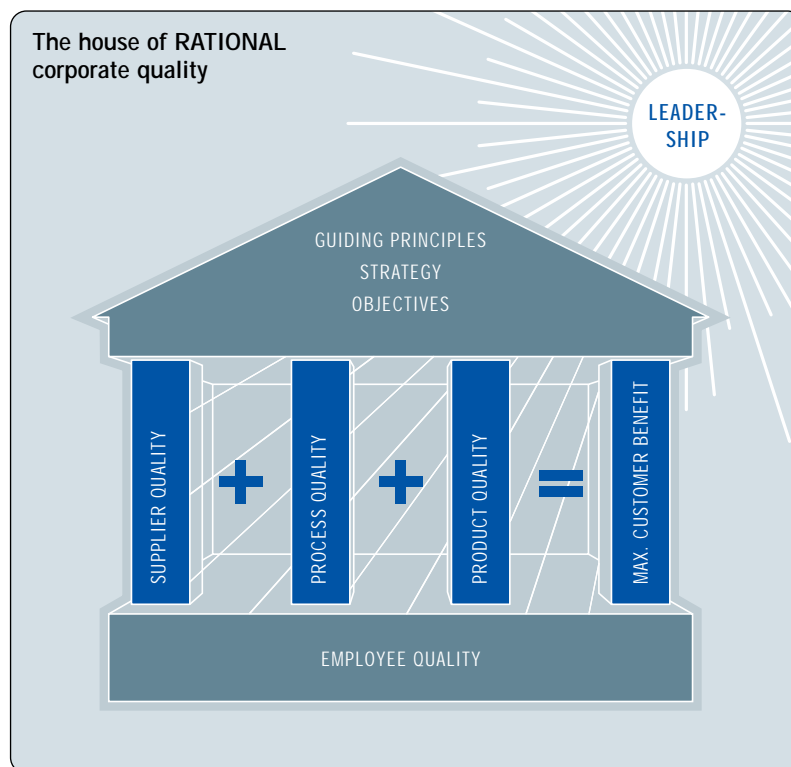 The house of RATIONAL
corporate quality
LEADER-
SHIP
GUIDING PRINCIPLES
STRATEGY
OBJECTIVES
SUPPLIER QUALITY
+
PROCESS QUALITY
+
PRODUCT QUALITY
=
MAX. CUSTOMER BENEFIT
EMPLOYEE QUALITY